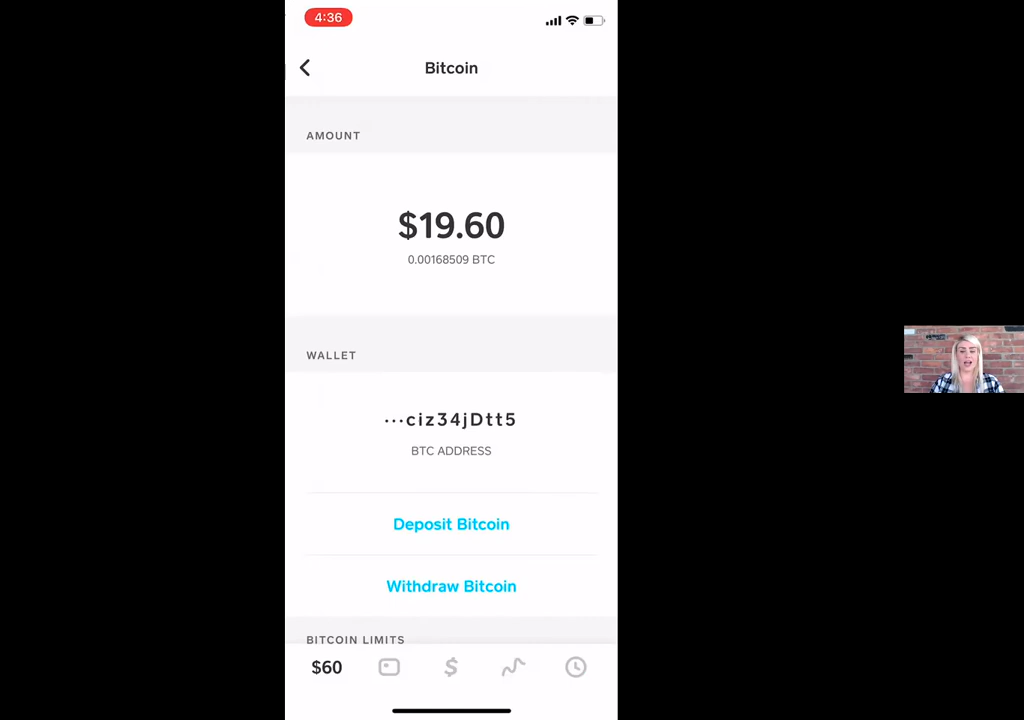 4:36
Bitcoin
AMOUNT
$19.60
0.00168509 BTC
WALLET
···ciz34jDtt5
BTC ADDRESS
Deposit Bitcoin
Withdraw Bitcoin
BITCOIN LIMITS
$60
$